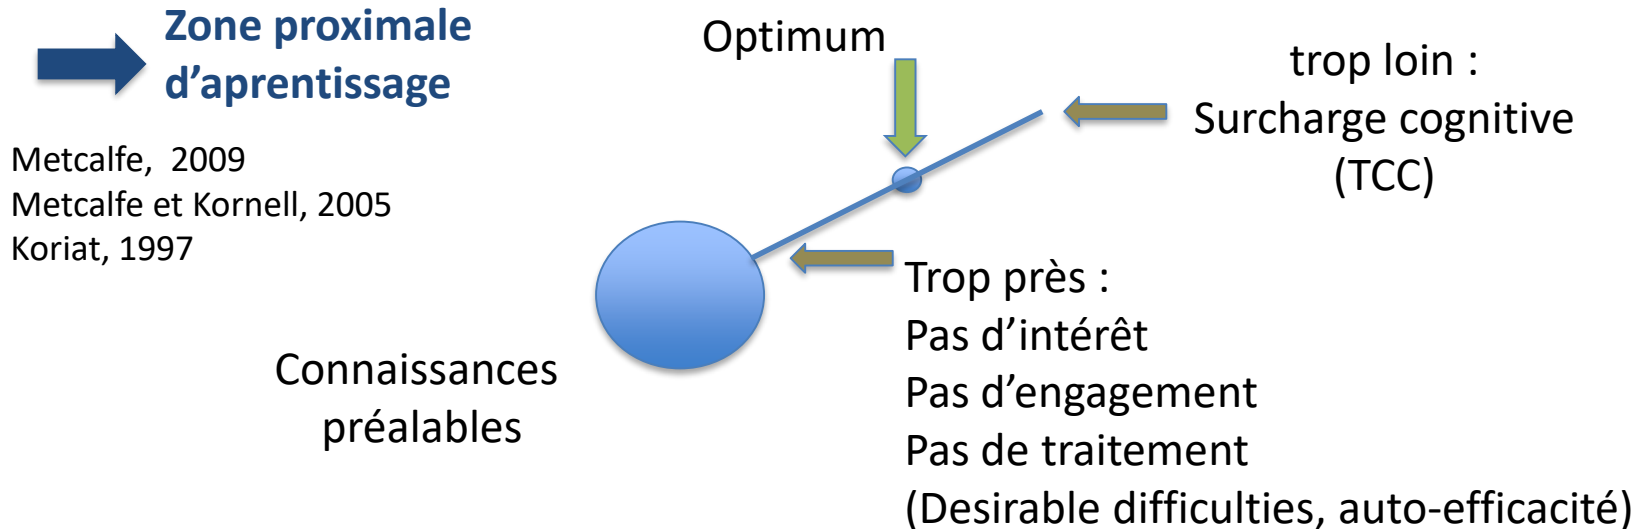 Zone proximale
d’aprentissage
Metcalfe, 2009
Metcalfe et Kornell, 2005
Koriat, 1997
Optimum
trop loin :
Surcharge cognitive
(TCC)
Connaissances
préalables
Trop près :
Pas d’intérêt
Pas d’engagement
Pas de traitement
(Desirable difficulties, auto-efficacité)